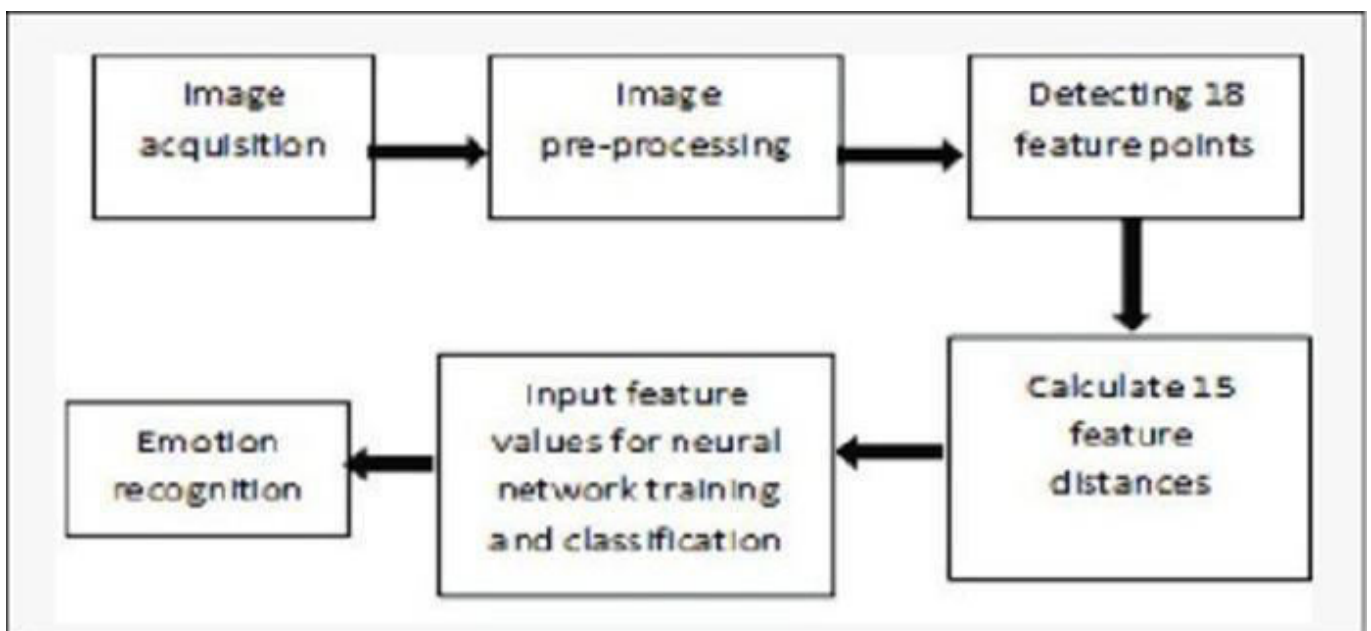 Image
acquisition
Image
pre-processing
Detecting 18
feature points
Calculate 15
feature
distances
Input feature
values for neural
network training
and classification
Emotion
recognition